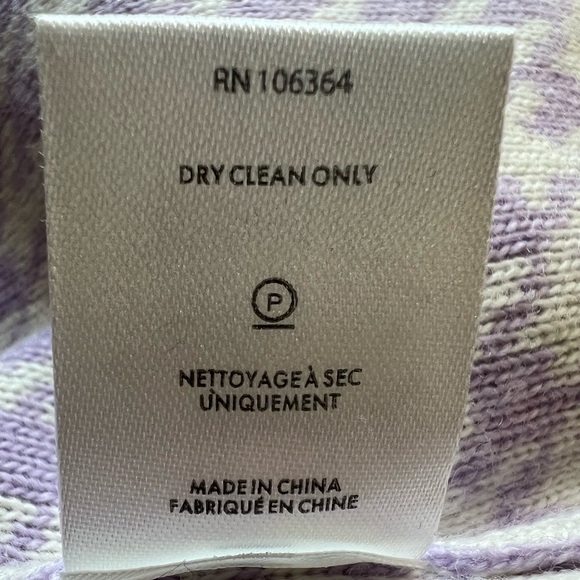 RN 106364
DRY CLEAN ONLY
P
NETTOYAGE À SEC
UNIQUEMENT
MADE IN CHINA
FABRIQUÉ EN CHINE